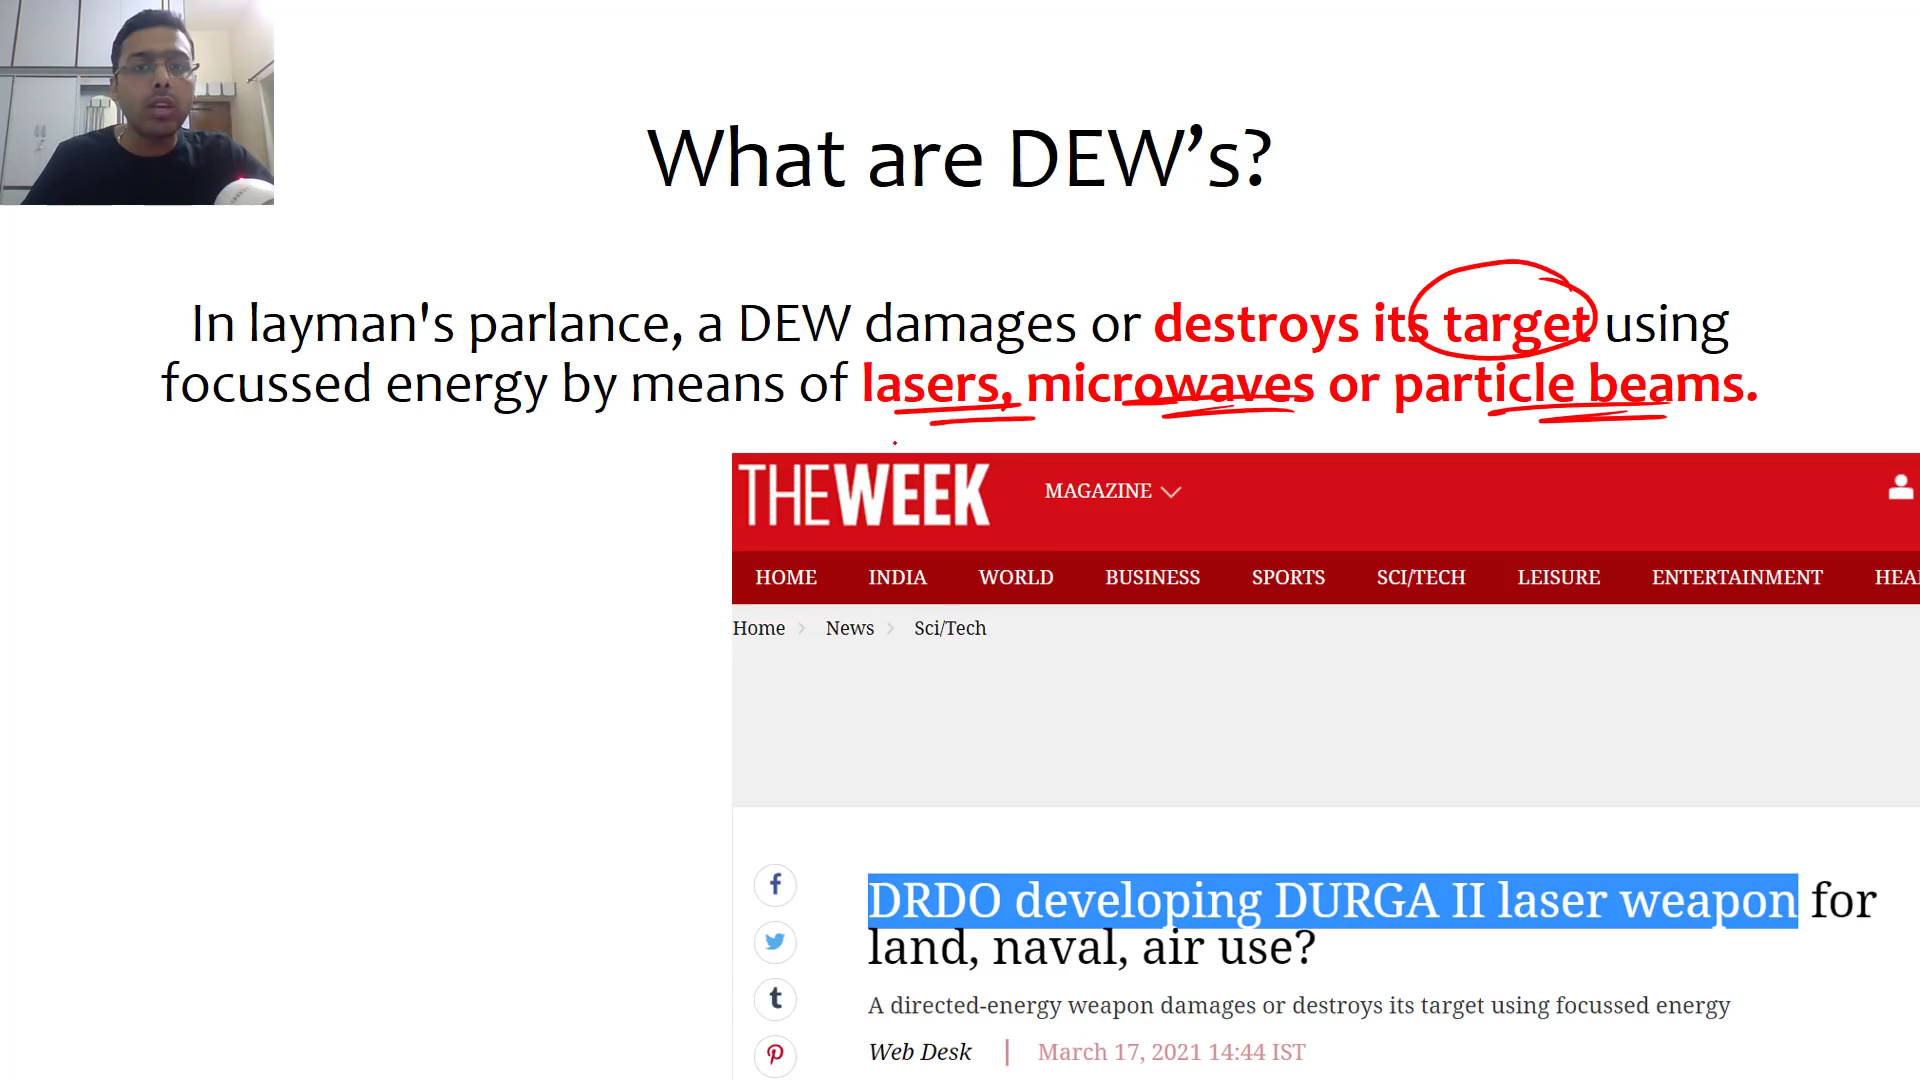 What are DEW’s?
In layman's parlance, a DEW damages or destroys its target using
focussed energy by means of lasers, microwaves or particle beams.
THE WEEK
MAGAZINE
HOME INDIA WORLD BUSINESS SPORTS SCI/TECH LEISURE ENTERTAINMENT
Home News Sci/Tech
DRDO developing DURGA II laser weapon for
land, naval, air use?
A directed-energy weapon damages or destroys its target using focussed energy
Web Desk | March 17, 2021 14:44 IST